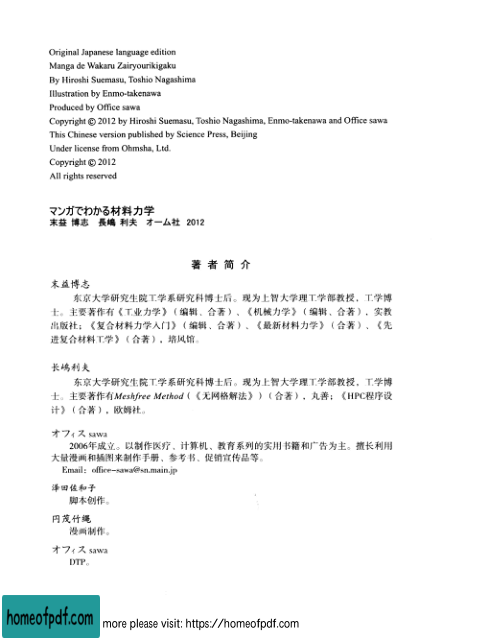 Original Japanese language edition
Manga de Wakaru Zairyourikigaku
By Hiroshi Suemasu, Toshio Nagashima
Illustration by Enmo-takenawa
Produced by Office sawa
Copyright © 2012 by Hiroshi Suemasu, Toshio Nagashima, Enmo-takenawa and Office sawa
This Chinese version published by Science Press, Beijing
Under license from Ohmsha, Ltd.
Copyright © 2012
All rights reserved
マンガでわかる材料力学
末益 博志 長嶋 利夫 オーム社 2012
著 者 简 介
末益博志
东京大学研究生院工学系研究科博士后。现为上智大学理工学部教授，工学博
士。主要著作有《工业力学》（编辑、合著）、《机械力学》（编辑、合著），实教
出版社；《复合材料力学入门》（编辑、合著）、《最新材料力学》（合著）、《先
进复合材料工学》（合著），培风馆。
长嶋利夫
东京大学研究生院工学系研究科博士后。现为上智大学理工学部教授，工学博
士。主要著作有Meshfree Method（《无网格解法》）（合著），丸善；《HPC程序设
计》（合著），欧姆社。
オフィス sawa
2006年成立。以制作医疗、计算机、教育系列的实用书籍和广告为主。擅长利用
大量漫画和插图来制作手册、参考书、促销宣传品等。
Email：office--sawa@sn.main.jp
泽田佐和子
脚本创作。
円茂竹绳
漫画制作。
オフィス sawa
DTP。
homeofpdf.com more please visit: https://homeofpdf.com